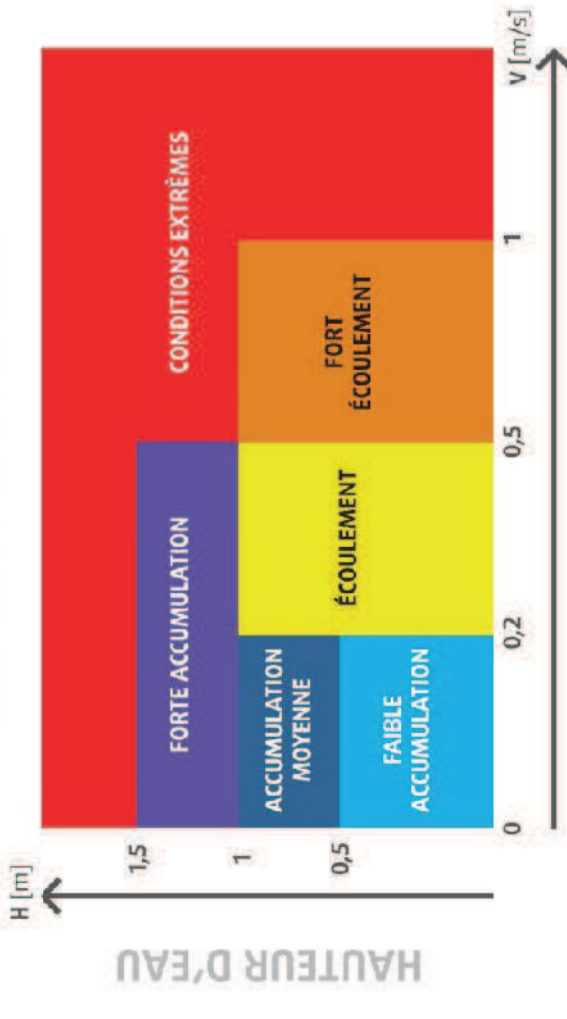 H [m]
HAUTEUR D'EAU
1,5
1
0,5
CONDITIONS EXTRÊMES
FORTE ACCUMULATION
ACCUMULATION
MOYENNE
FAIBLE
ACCUMULATION
ÉCOULEMENT
FORT
ÉCOULEMENT
0
0,2
0,5
1
V [m/s]